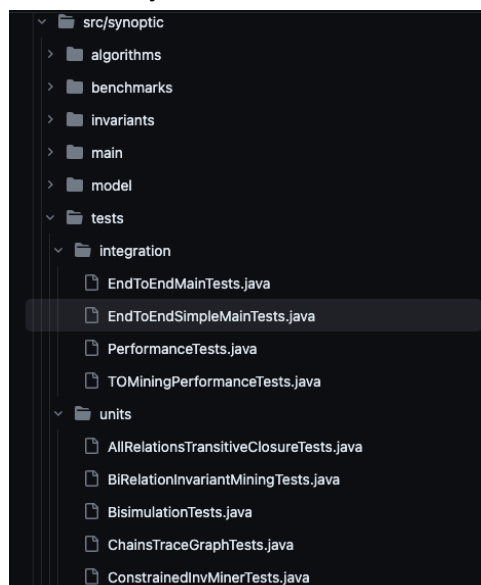 src/synoptic
algorithms
benchmarks
invariants
main
model
tests
integration
EndToEndMainTests.java
EndToEndSimpleMainTests.java
PerformanceTests.java
TOMiningPerformanceTests.java
units
AllRelationsTransitiveClosureTests.java
BiRelationInvariantMiningTests.java
BisimulationTests.java
ChainsTraceGraphTests.java
ConstrainedInvMinerTests.java